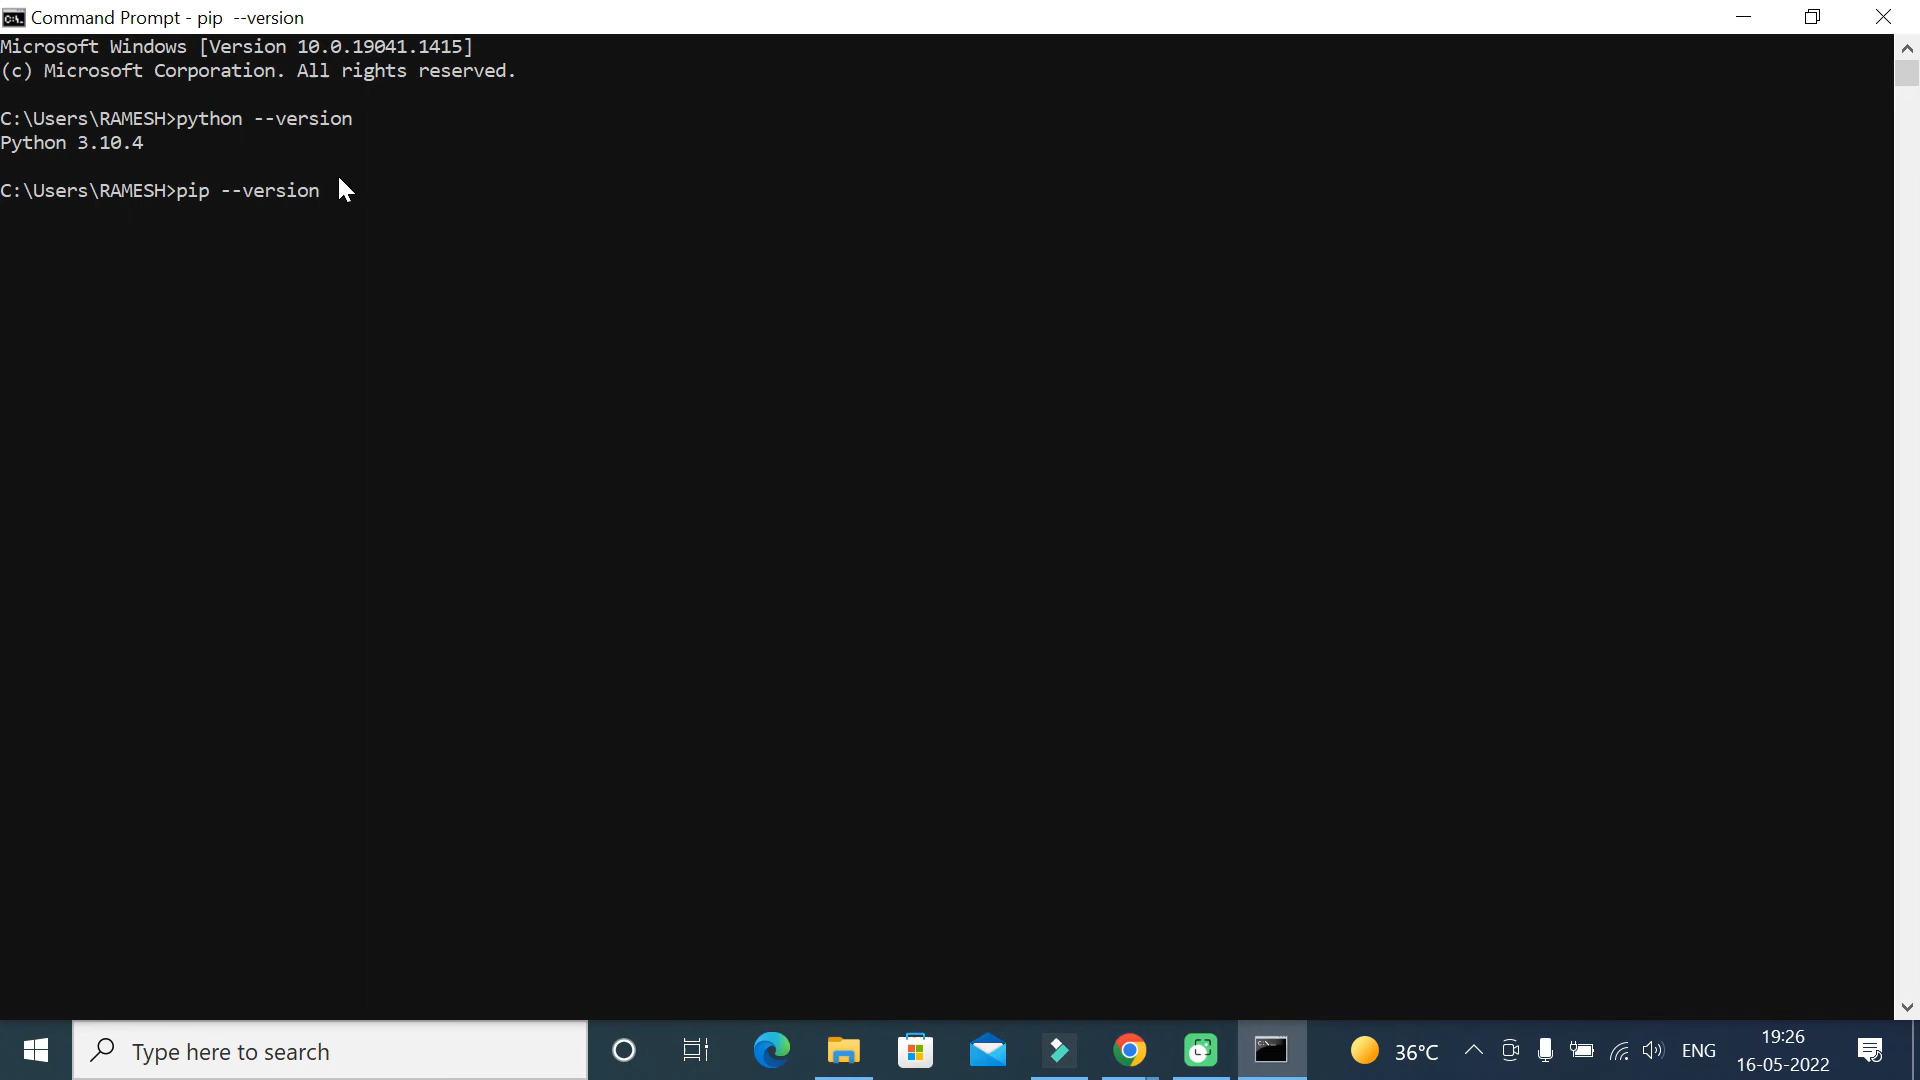 Command Prompt - pip  --version
Microsoft Windows [Version 10.0.19041.1415]
(c) Microsoft Corporation. All rights reserved.
C:\Users\RAMESH>python --version
Python 3.10.4
C:\Users\RAMESH>pip --version
Type here to search
36°C
ENG
19:26
16-05-2022